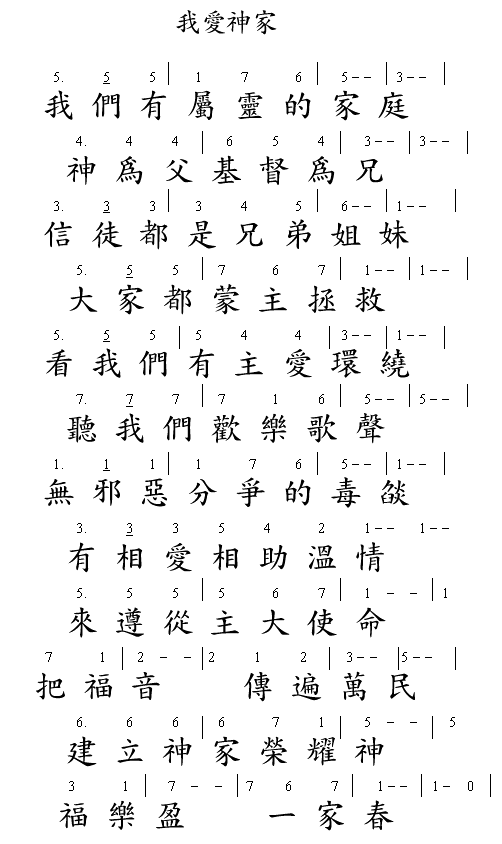 我愛神家
5. 5 5 | 1 7 6 | 5-- | 3-- |
我們有屬靈的家庭
4. 4 4 | 6 5 4 | 3-- | 3-- |
神爲父基督爲兄
3. 3 3 | 3 4 5 | 6-- | 1-- |
信徒都是兄弟姐妹
5. 5 5 | 7 6 7 | 1-- | 1-- |
大家都蒙主拯救
5. 5 5 | 5 4 4 | 3-- | 1-- |
看我們有主愛環繞
7. 7 7 | 7 1 6 | 5-- | 5-- |
聽我們歡樂歌聲
1. 1 1 | 1 7 6 | 5-- | 1-- |
無邪惡分爭的毒燄
3. 3 3 5 4 2 1-- 1--
有相愛相助溫情
5. 5 5 | 5 6 7 | 1 - - | 1
來遵從主大使命
7 1 | 2 - - | 2 1 2 | 3-- | 5-- |
把福音 傳遍萬民
6. 6 6 | 6 7 1 | 5 - - | 5
建立神家榮耀神
3 1 | 7 - - | 7 6 7 | 1-- | 1- 0 |
福樂盈 一家春